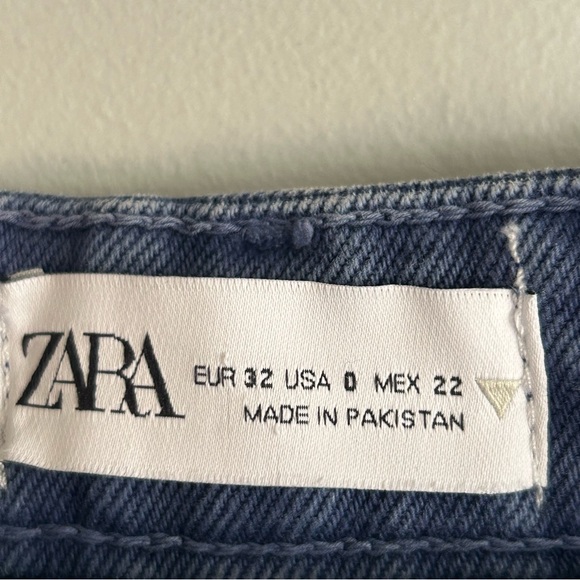 ZARA
EUR 32 USA 0 MEX 22
MADE IN PAKISTAN